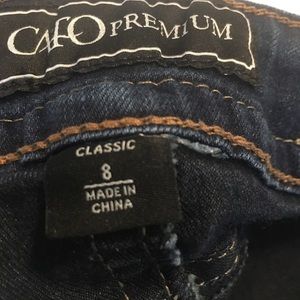 CATO PREMIUM
CLASSIC
8
MADE IN
CHINA